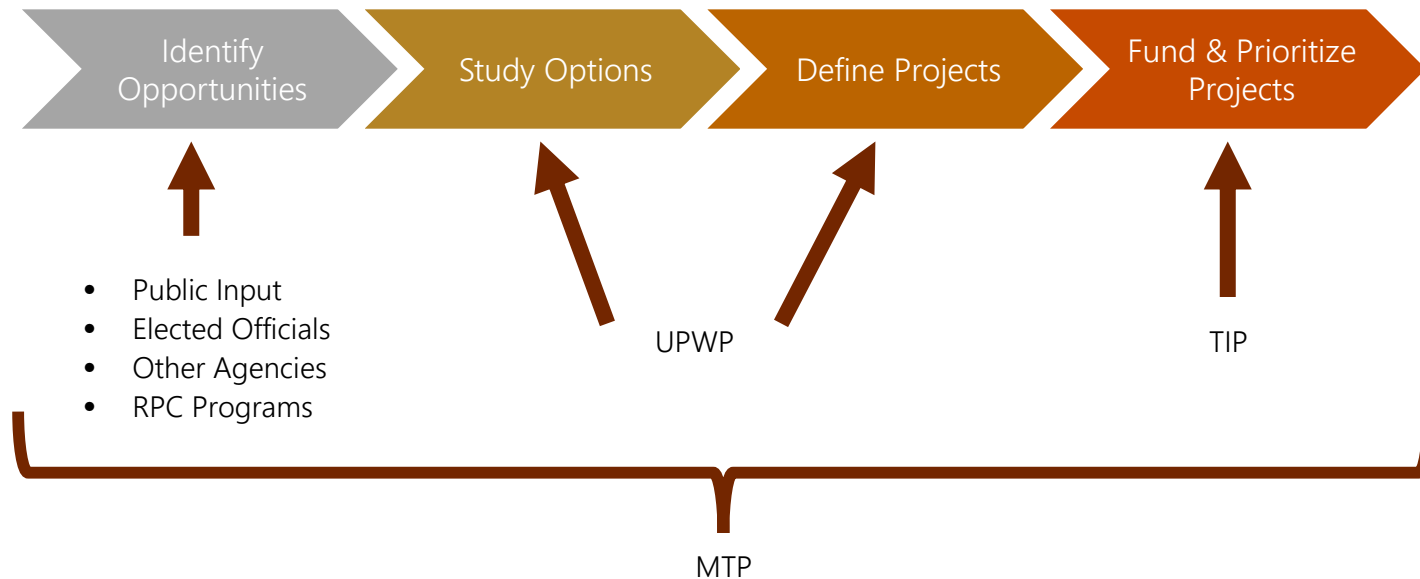 Identify
Opportunities
Study Options
Define Projects
Fund & Prioritize
Projects
• Public Input
• Elected Officials
• Other Agencies
• RPC Programs
UPWP
TIP
MTP